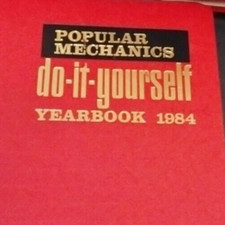 POPULAR
MECHANICS
do-it-yourself
YEARBOOK 1984